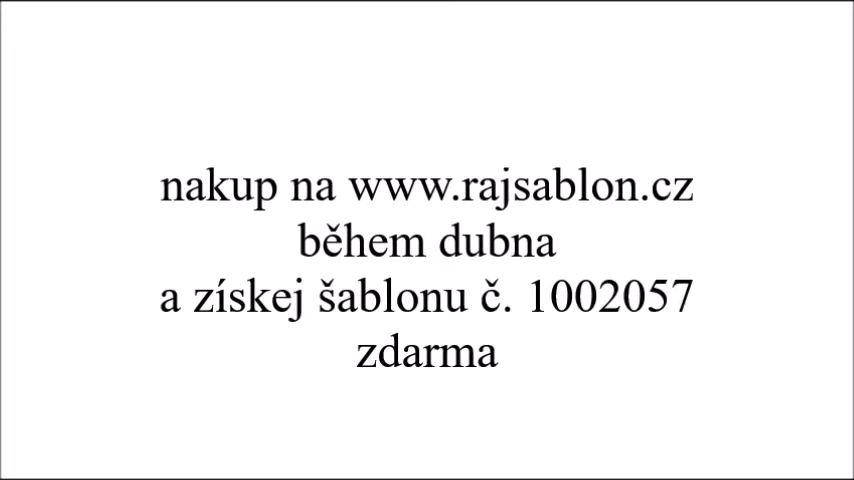 nakup na www.rajsablon.cz
během dubna
a získej šablonu č. 1002057
zdarma